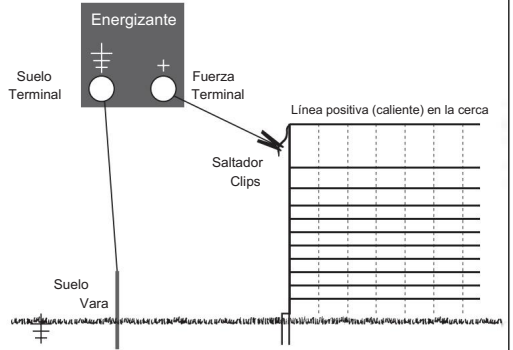 Energizante
+
Suelo
Terminal
Fuerza
Terminal
Línea positiva (caliente) en la cerca
Saltador
Clips
Suelo
Vara